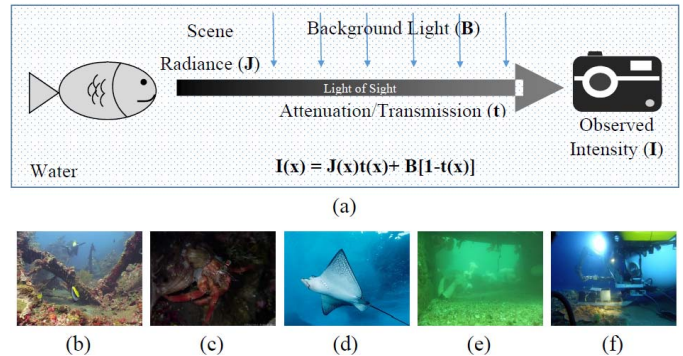 Scene
Radiance (J)
Background Light (B)
Light of Sight
Attenuation/Transmission (t)
Observed
Intensity (I)
Water
I(x) = J(x)t(x)+ B[1-t(x)]
(a)
(b) (c) (d) (e) (f)